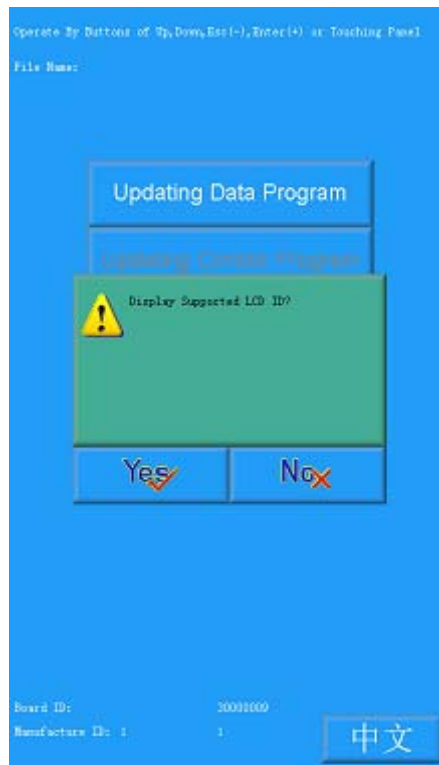 Operate By Buttons of Up,Down,Esc(-),Enter(+) or Touching Panel
File Name:
Updating Data Program
Updating Control Program
Display Supported LCD ID?
Yes
No
Board ID: 30000009
Manufacture ID: 1 1
中文